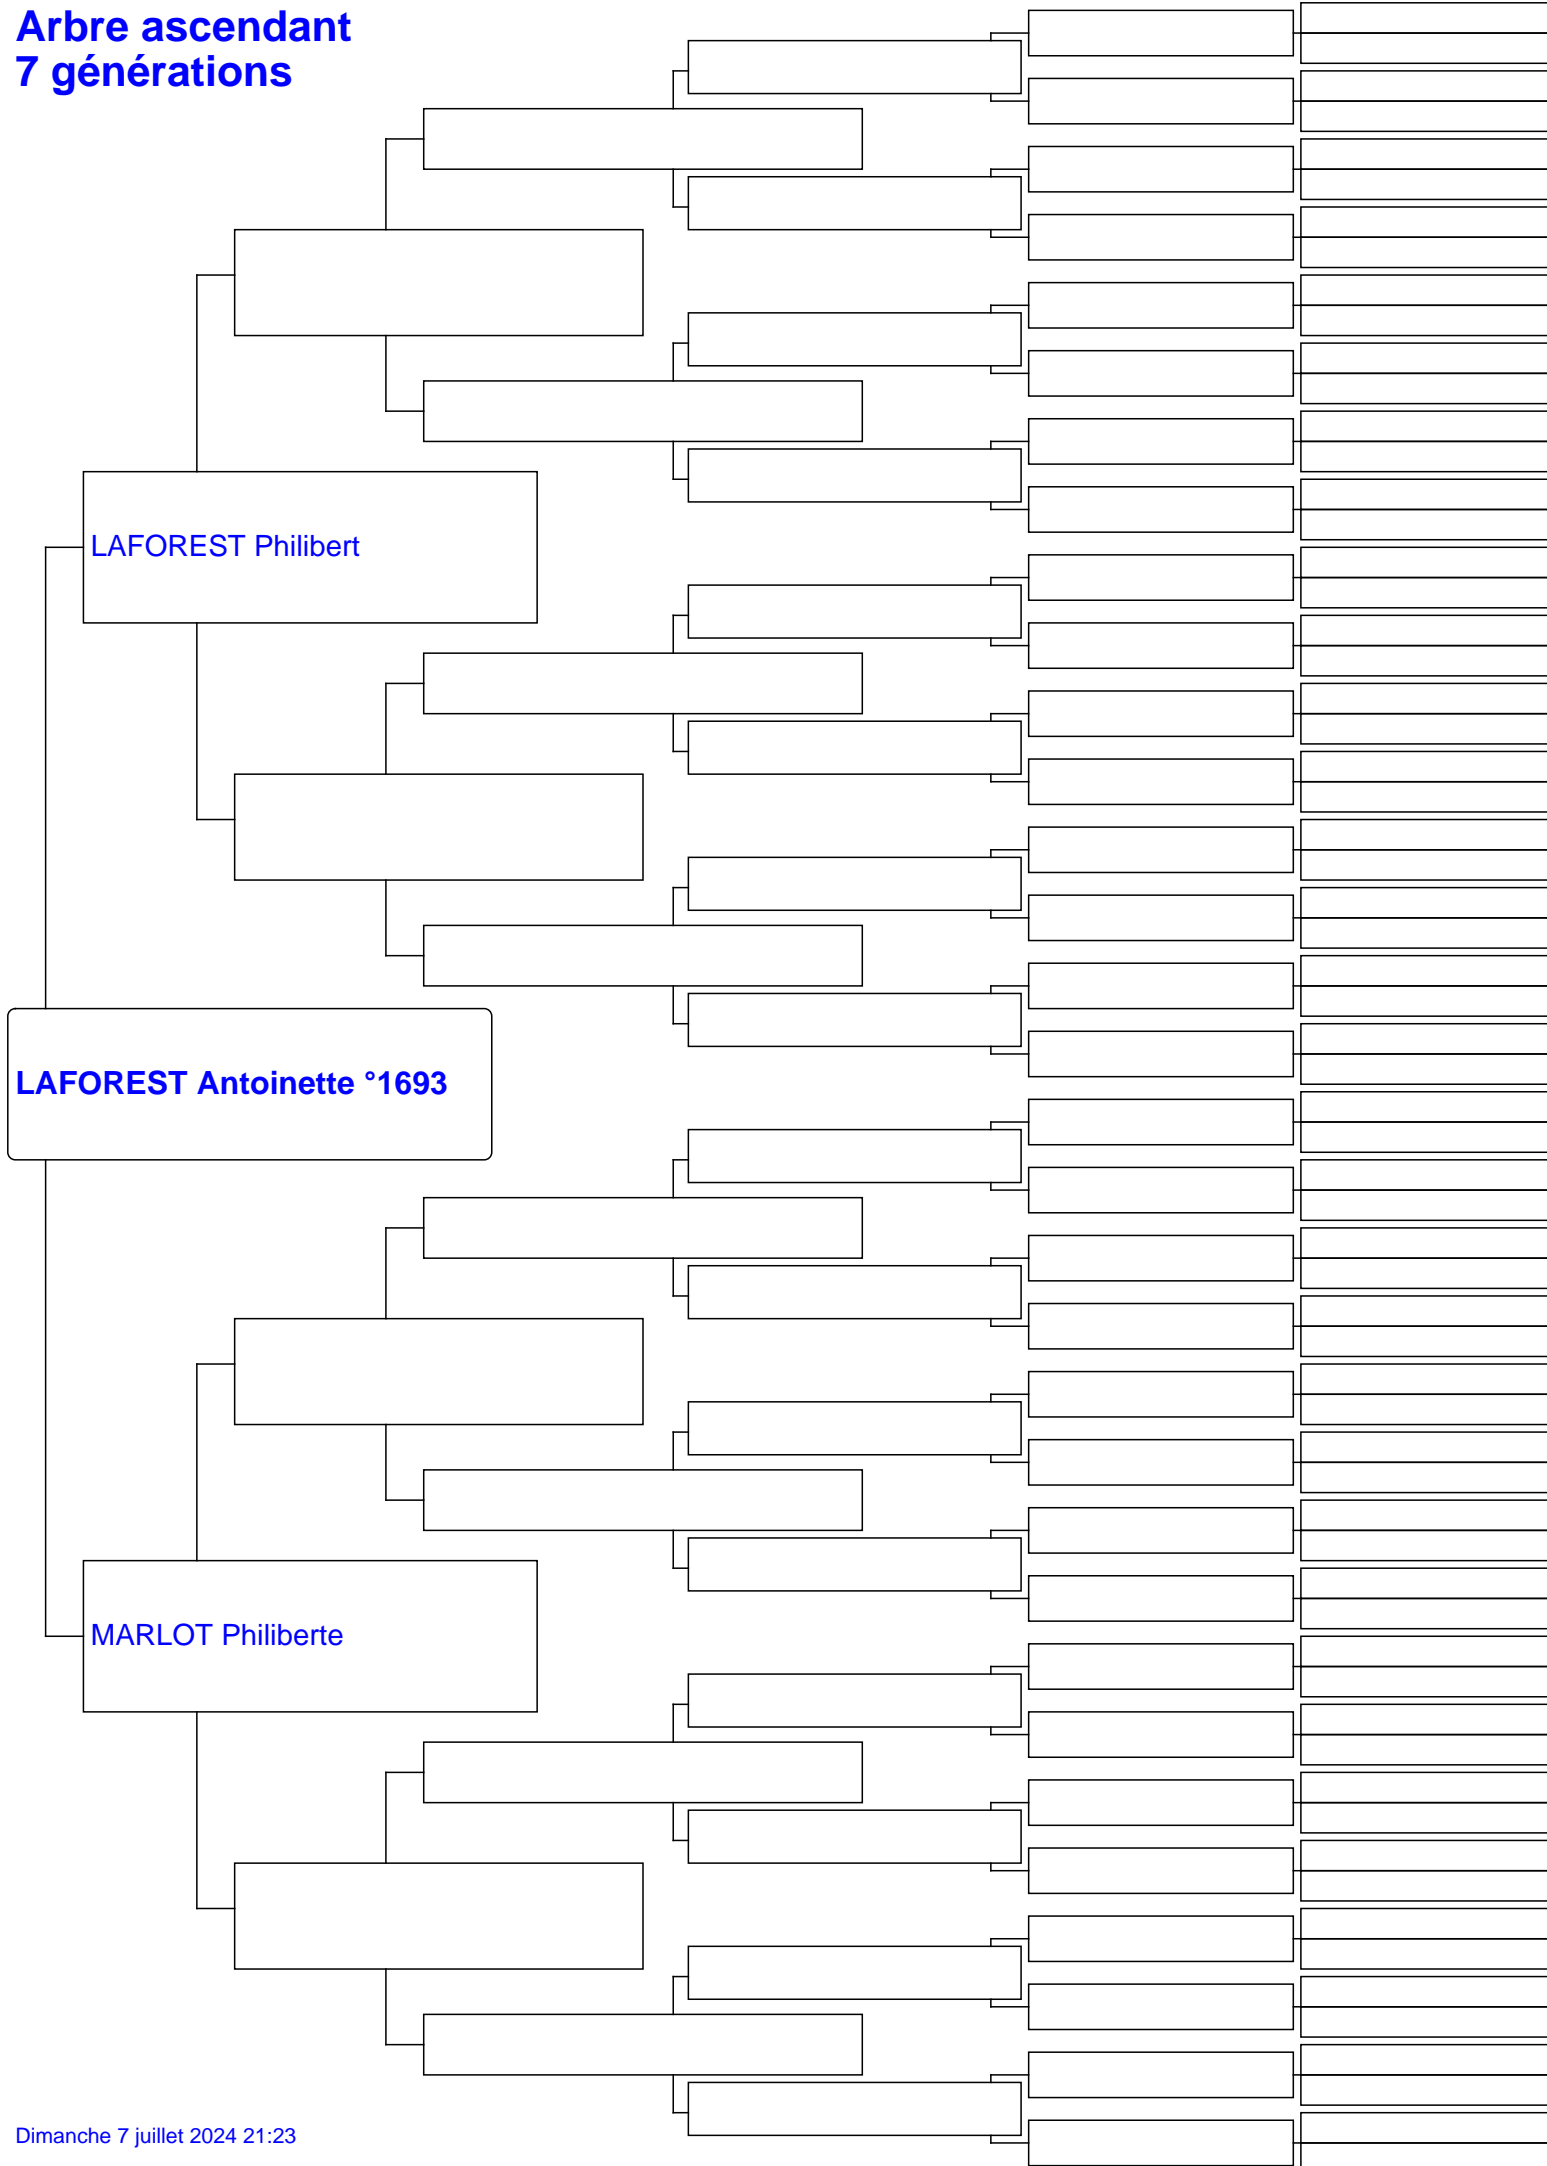 Arbre ascendant
7 générations
LAFOREST Philibert
LAFOREST Antoinette °1693
MARLOT Philiberte
Dimanche 7 juillet 2024 21:23